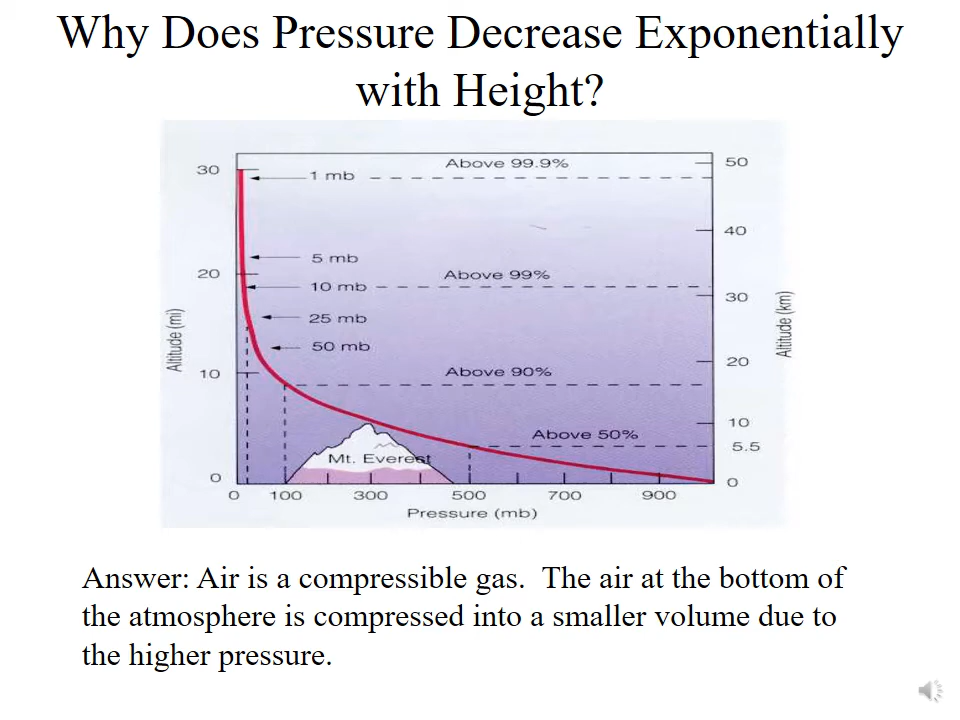 Why Does Pressure Decrease Exponentially
with Height?
Above 99.9%
50
30
1 mb
40
5 mb
20
Above 99%
10 mb
30
25 mb
Altitude (mi)
Altitude (km)
50 mb
20
10
Above 90%
10
Above 50%
5.5
Mt. Everest
0
0
0
100
300
500
700
900
Pressure (mb)
Answer: Air is a compressible gas. The air at the bottom of
the atmosphere is compressed into a smaller volume due to
the higher pressure.